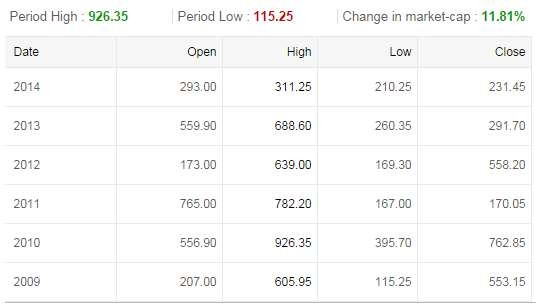 Period High : 926.35 Period Low : 115.25 Change in market-cap : 11.81%
Date Open High Low Close
2014 293.00 311.25 210.25 231.45
2013 559.90 688.60 260.35 291.70
2012 173.00 639.00 169.30 558.20
2011 765.00 782.20 167.00 170.05
2010 556.90 926.35 395.70 762.85
2009 207.00 605.95 115.25 553.15